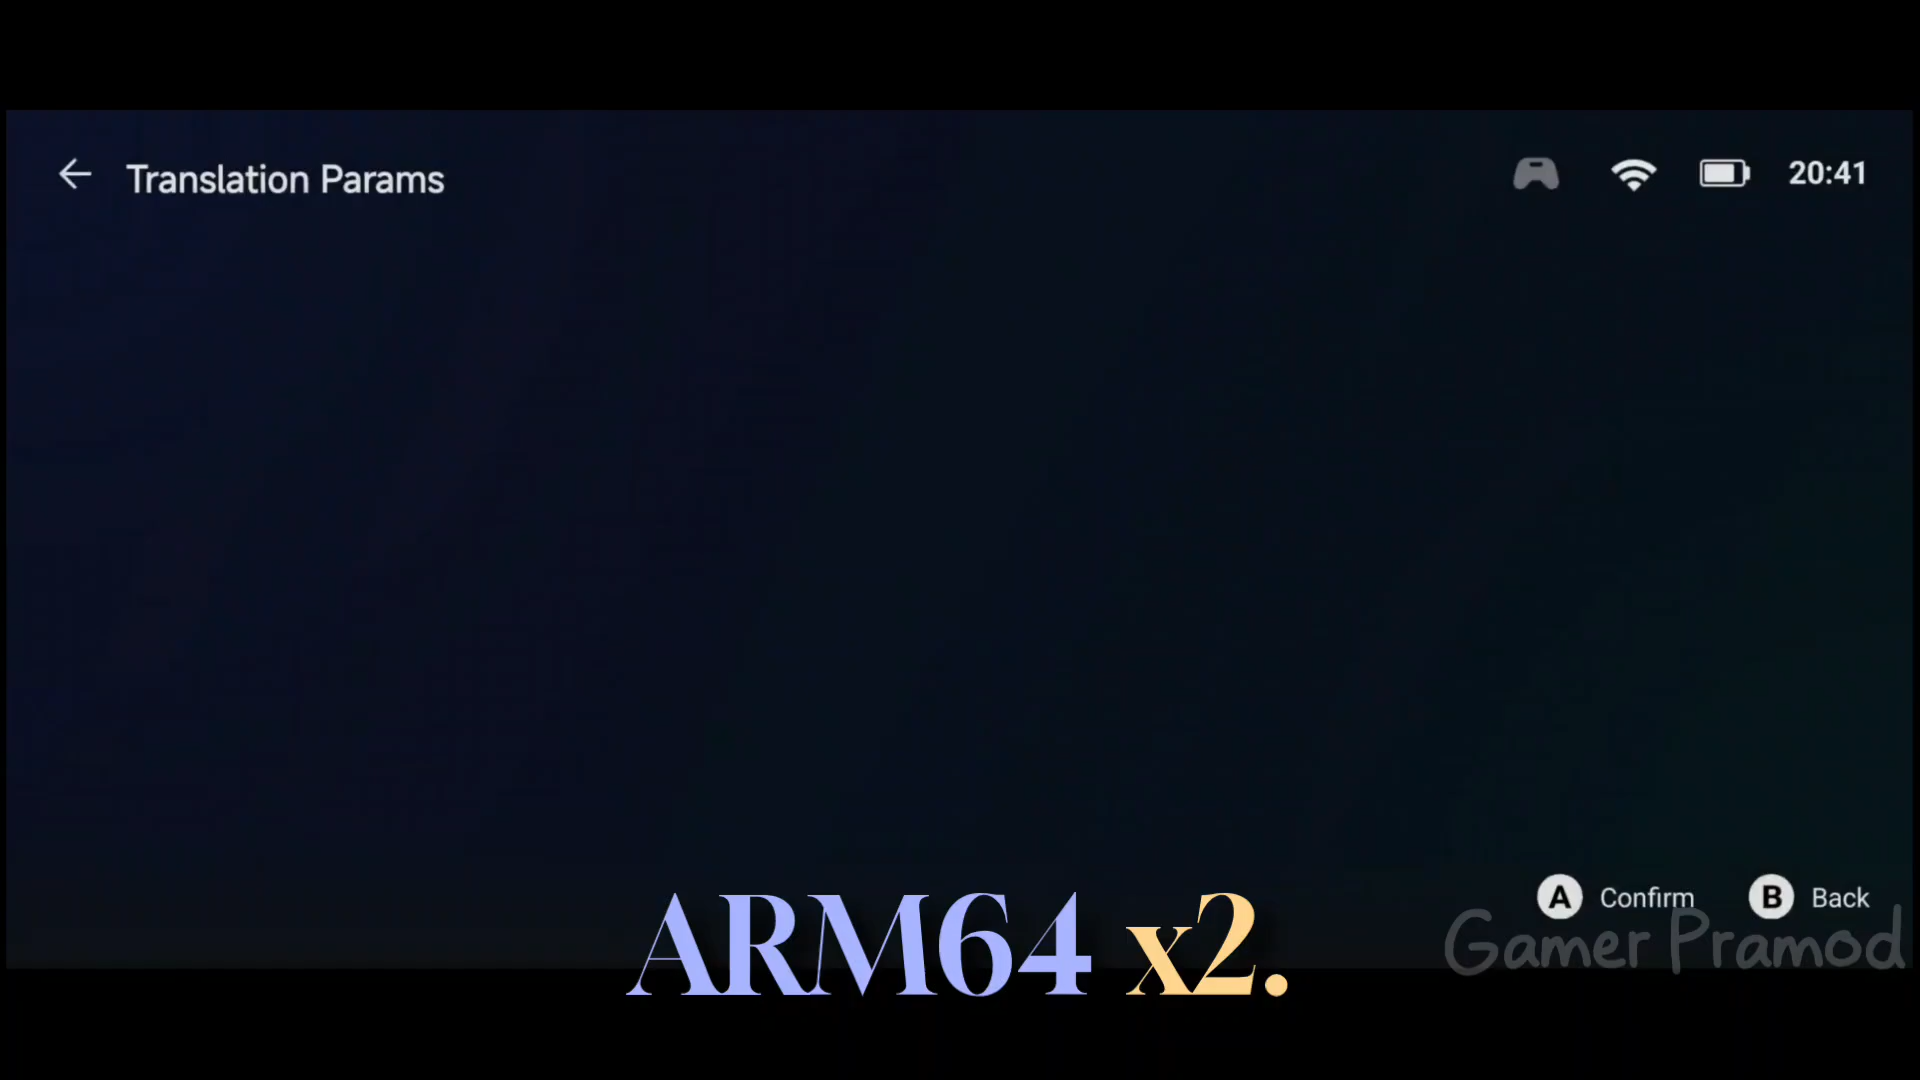 Translation Params
20:41
A Confirm B Back
Gamer Pramod
ARM64 x2.